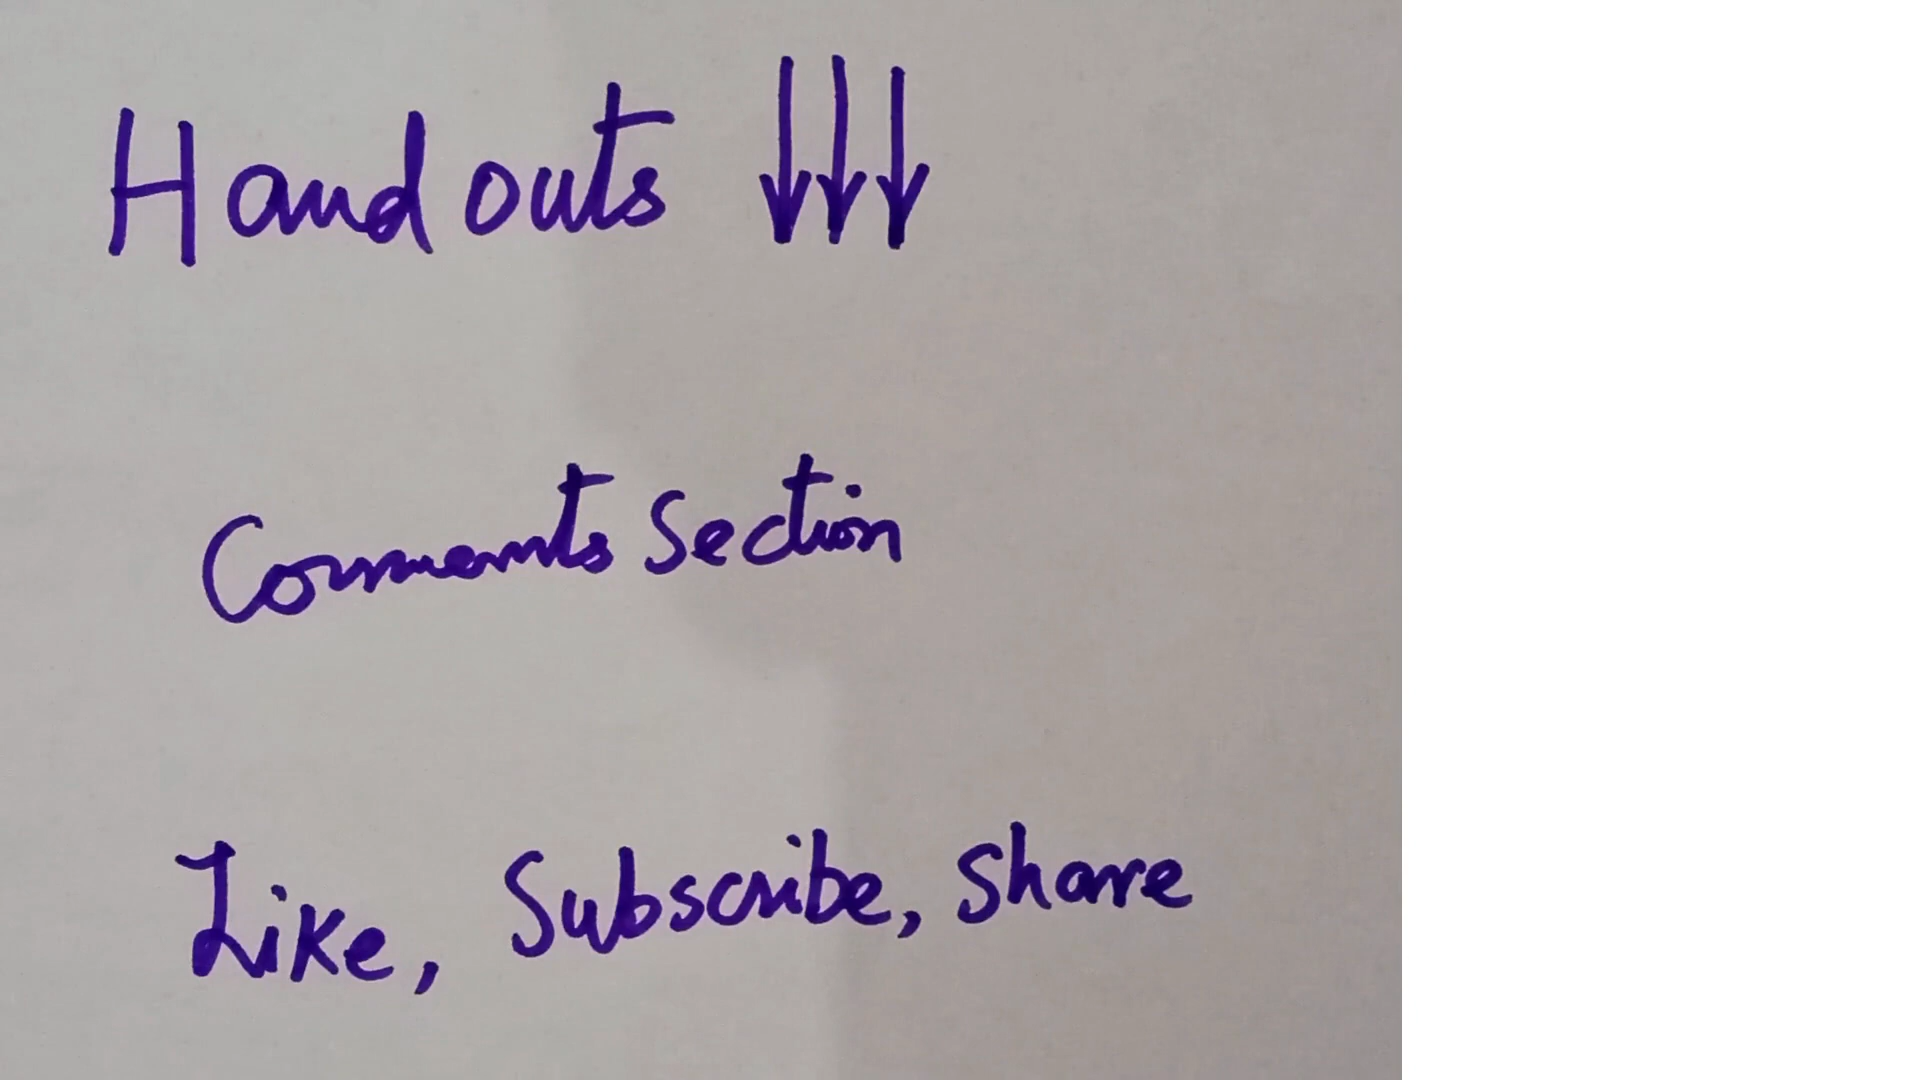 Handouts ↓↓↓
Comments Section
Like, Subscribe, Share